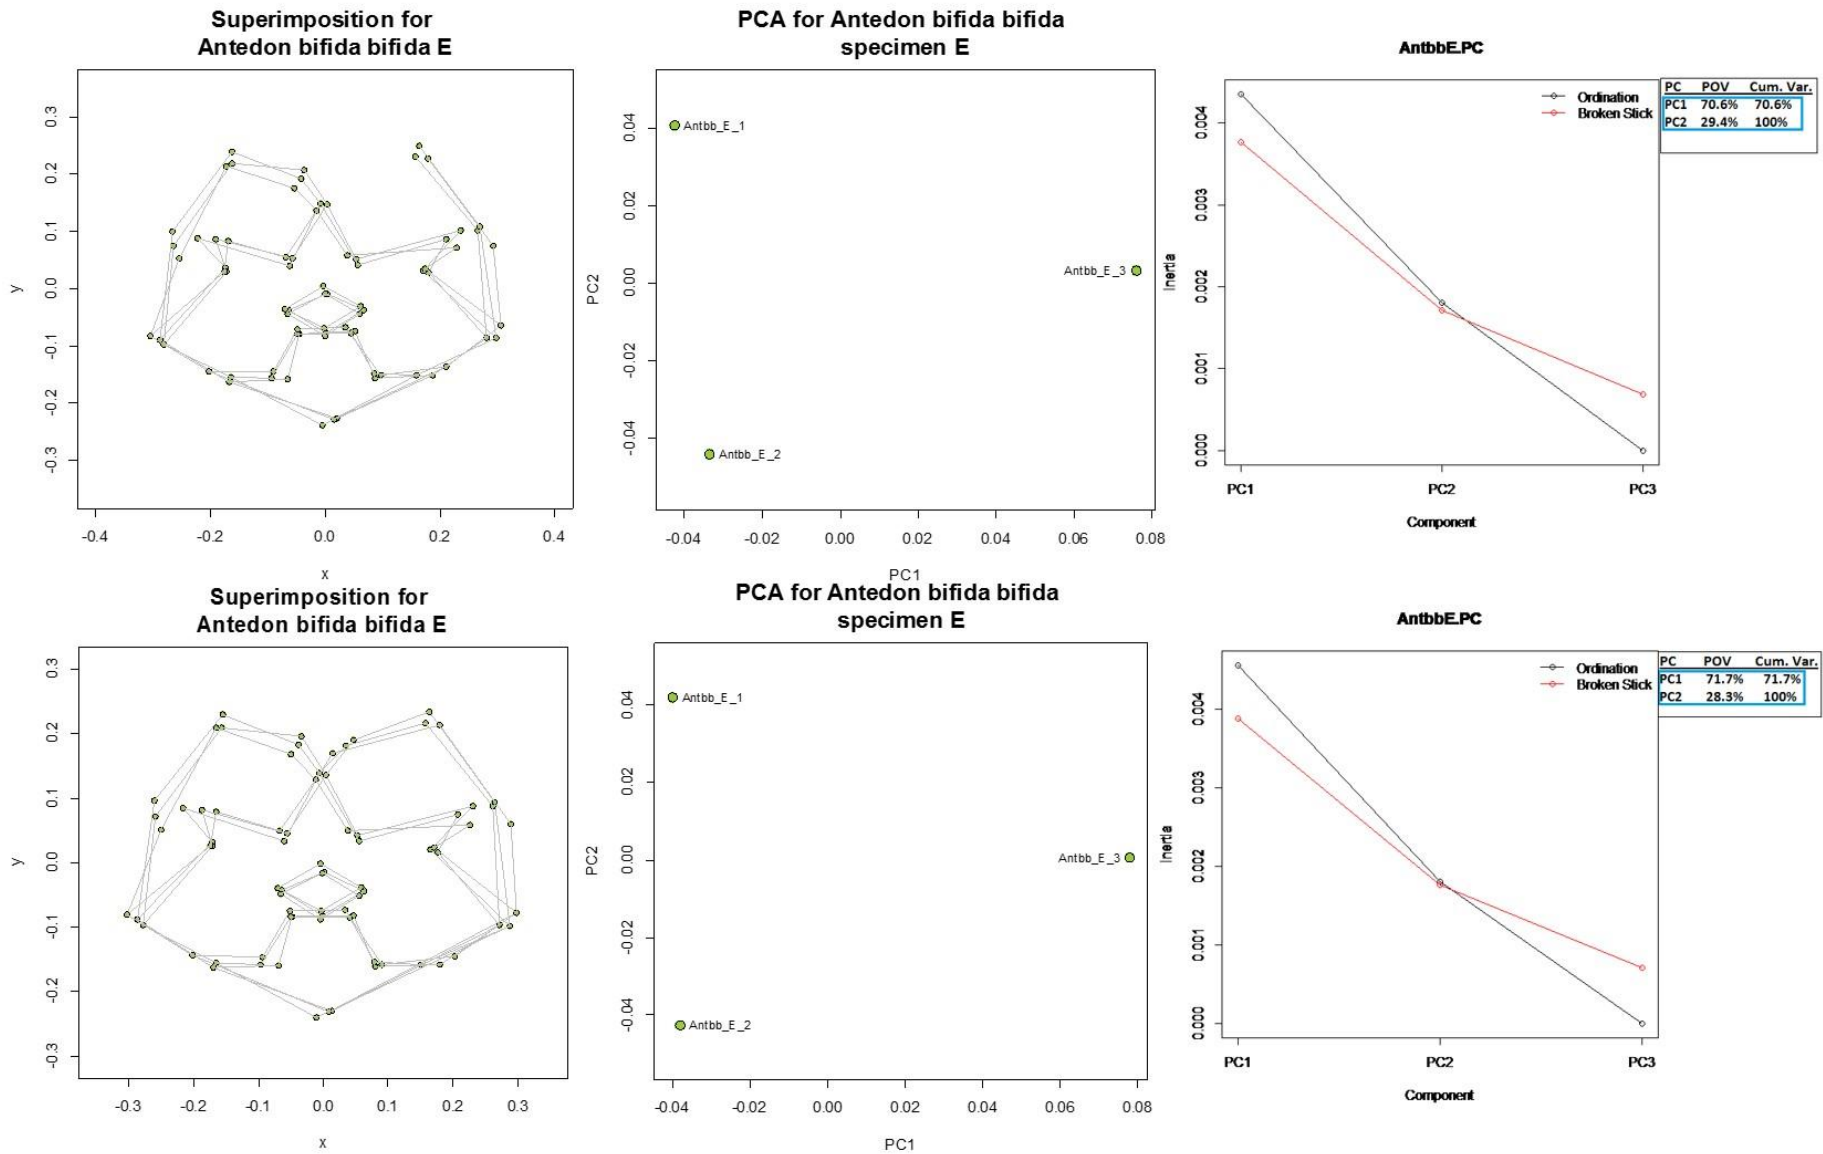 Superimposition for
Antedon bifida bifida E
0.3
0.2
0.1
0.0
-0.1
-0.2
-0.3
y
-0.4 -0.2 0.0 0.2 0.4
x
PCA for Antedon bifida bifida
specimen E
0.04
0.02
0.00
-0.02
-0.04
PC2
Antbb_E_1
Antbb_E_3
Antbb_E_2
-0.04 -0.02 0.00 0.02 0.04 0.06 0.08
PC1
AntbbE.PC
Ordination
Broken Stick
0.004
0.003
0.002
0.001
0.000
Inertia
PC1 PC2 PC3
Component
PC POV Cum. Var.
PC1 70.6% 70.6%
PC2 29.4% 100%
Superimposition for
Antedon bifida bifida E
0.3
0.2
0.1
0.0
-0.1
-0.2
-0.3
y
-0.3 -0.2 -0.1 0.0 0.1 0.2 0.3
x
PCA for Antedon bifida bifida
specimen E
0.04
0.02
0.00
-0.02
-0.04
PC2
Antbb_E_1
Antbb_E_3
Antbb_E_2
-0.04 -0.02 0.00 0.02 0.04 0.06 0.08
PC1
AntbbE.PC
Ordination
Broken Stick
0.004
0.003
0.002
0.001
0.000
Inertia
PC1 PC2 PC3
Component
PC POV Cum. Var.
PC1 71.7% 71.7%
PC2 28.3% 100%